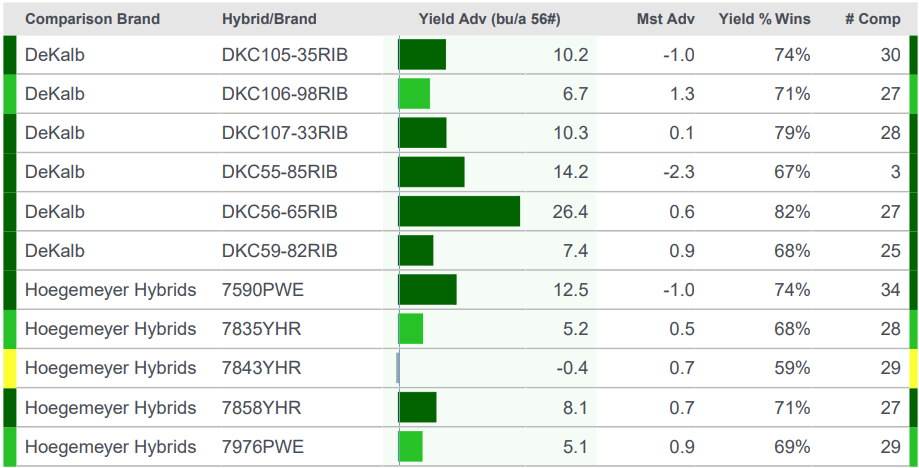 Comparison Brand Hybrid/Brand Yield Adv (bu/a 56#) Mst Adv Yield % Wins # Comp
DeKalb DKC105-35RIB 10.2 -1.0 74% 30
DeKalb DKC106-98RIB 6.7 1.3 71% 27
DeKalb DKC107-33RIB 10.3 0.1 79% 28
DeKalb DKC55-85RIB 14.2 -2.3 67% 3
DeKalb DKC56-65RIB 26.4 0.6 82% 27
DeKalb DKC59-82RIB 7.4 0.9 68% 25
Hoegemeyer Hybrids 7590PWE 12.5 -1.0 74% 34
Hoegemeyer Hybrids 7835YHR 5.2 0.5 68% 28
Hoegemeyer Hybrids 7843YHR -0.4 0.7 59% 29
Hoegemeyer Hybrids 7858YHR 8.1 0.7 71% 27
Hoegemeyer Hybrids 7976PWE 5.1 0.9 69% 29